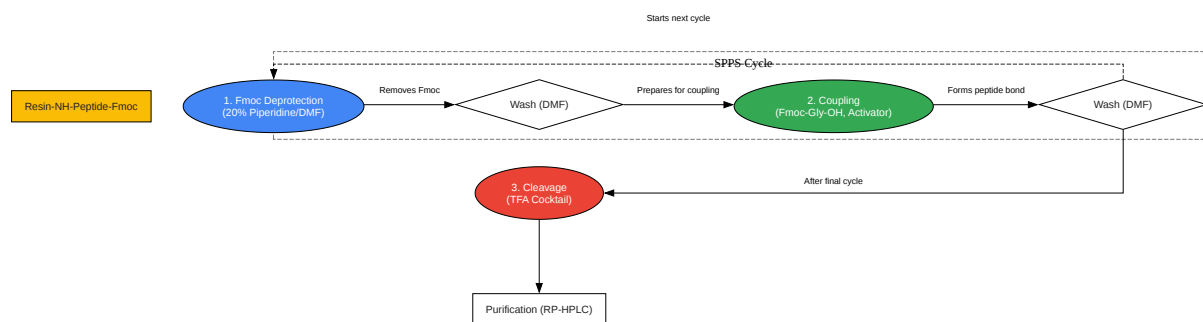 Starts next cycle
SPPS Cycle
Resin-NH-Peptide-Fmoc
1. Fmoc Deprotection
(20% Piperidine/DMF)
Removes Fmoc
Wash (DMF)
Prepares for coupling
2. Coupling
(Fmoc-Gly-OH, Activator)
Forms peptide bond
Wash (DMF)
After final cycle
3. Cleavage
(TFA Cocktail)
Purification (RP-HPLC)